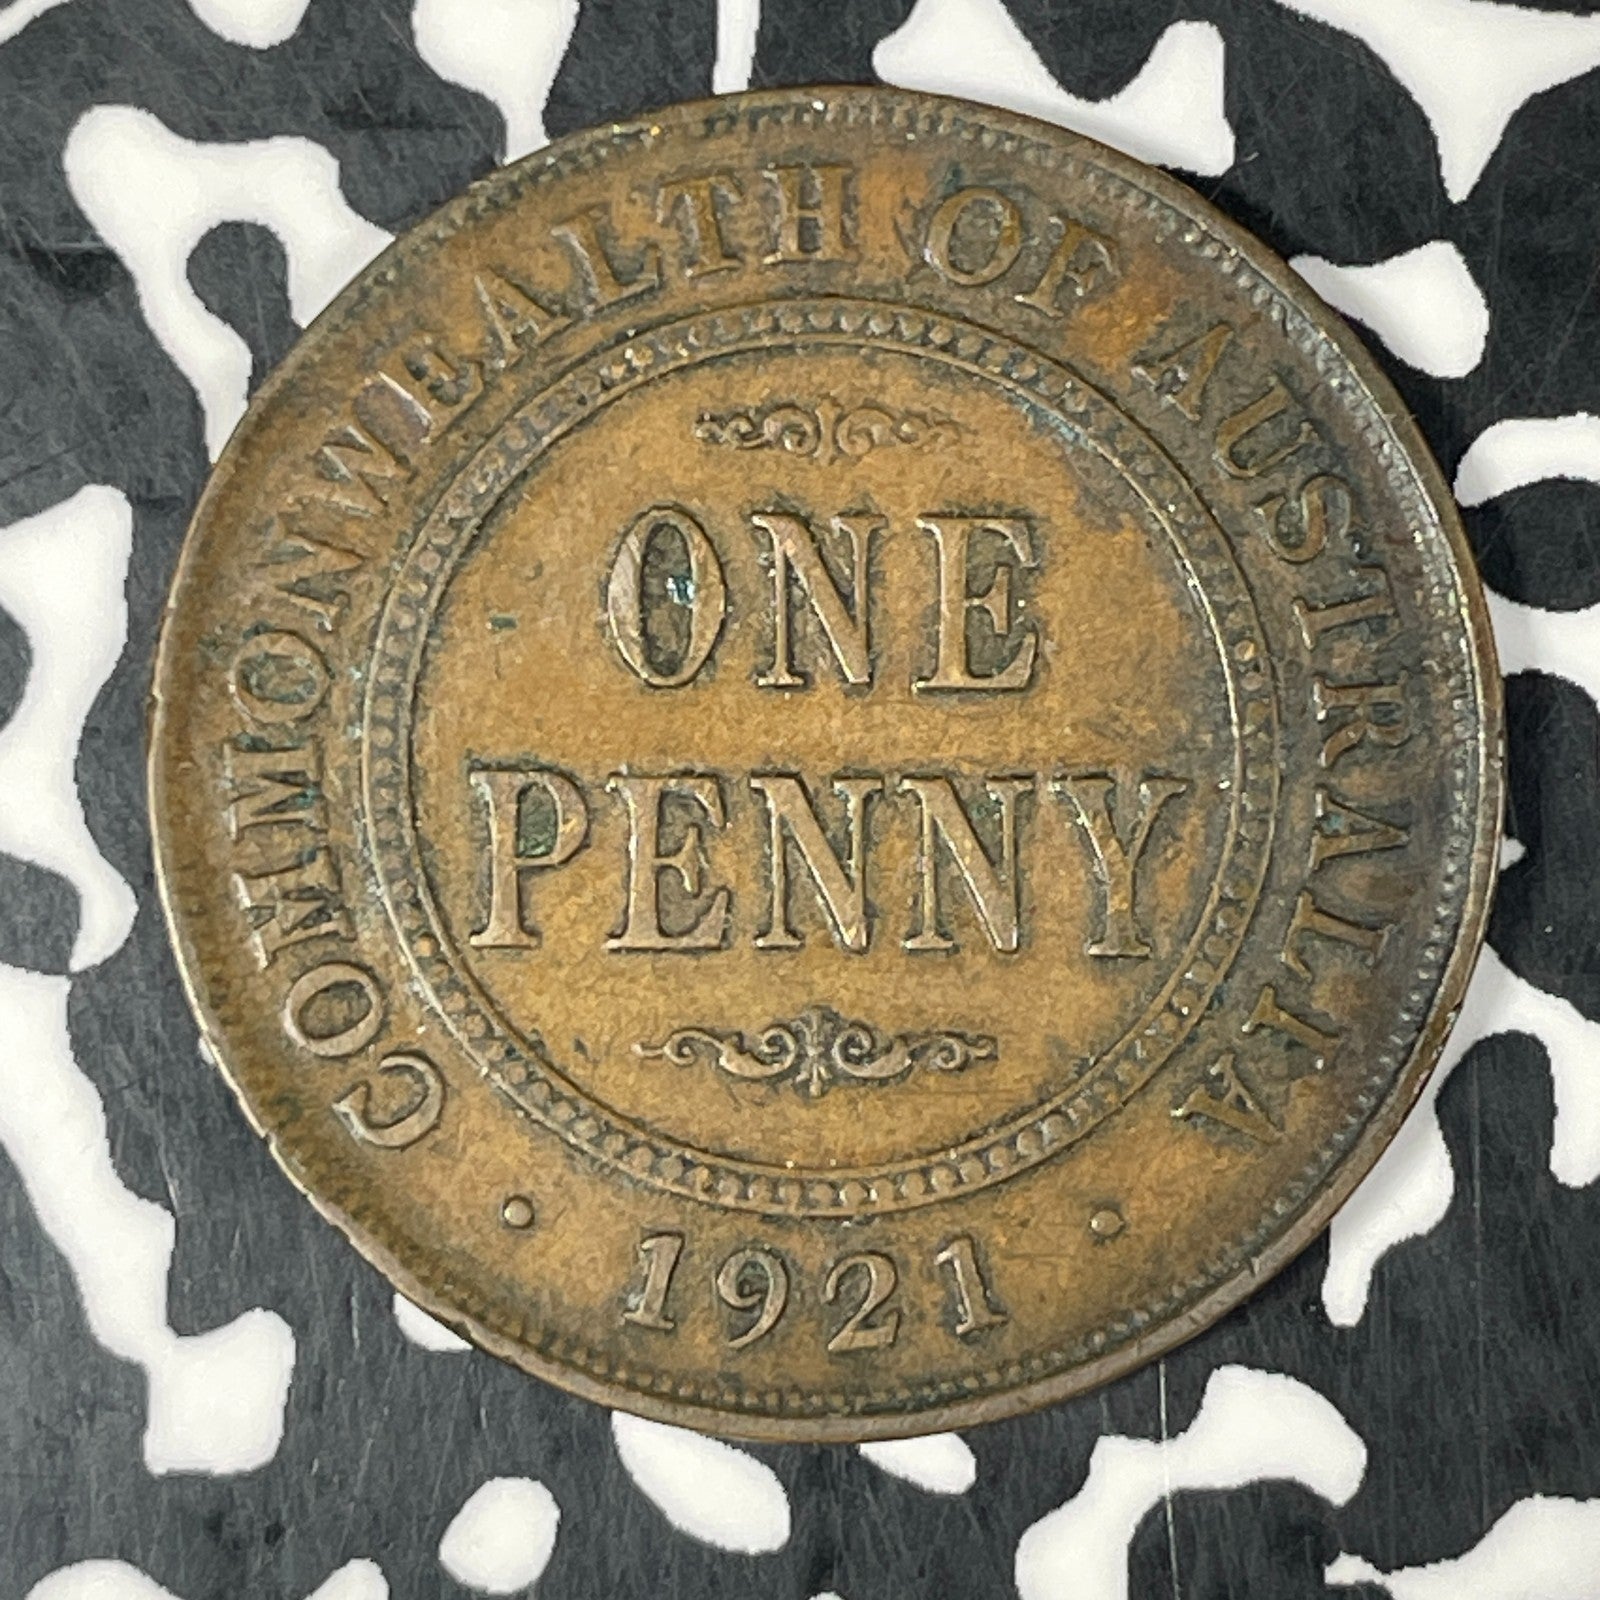 COMMONWEALTH OF AUSTRALIA
ONE
PENNY
1921